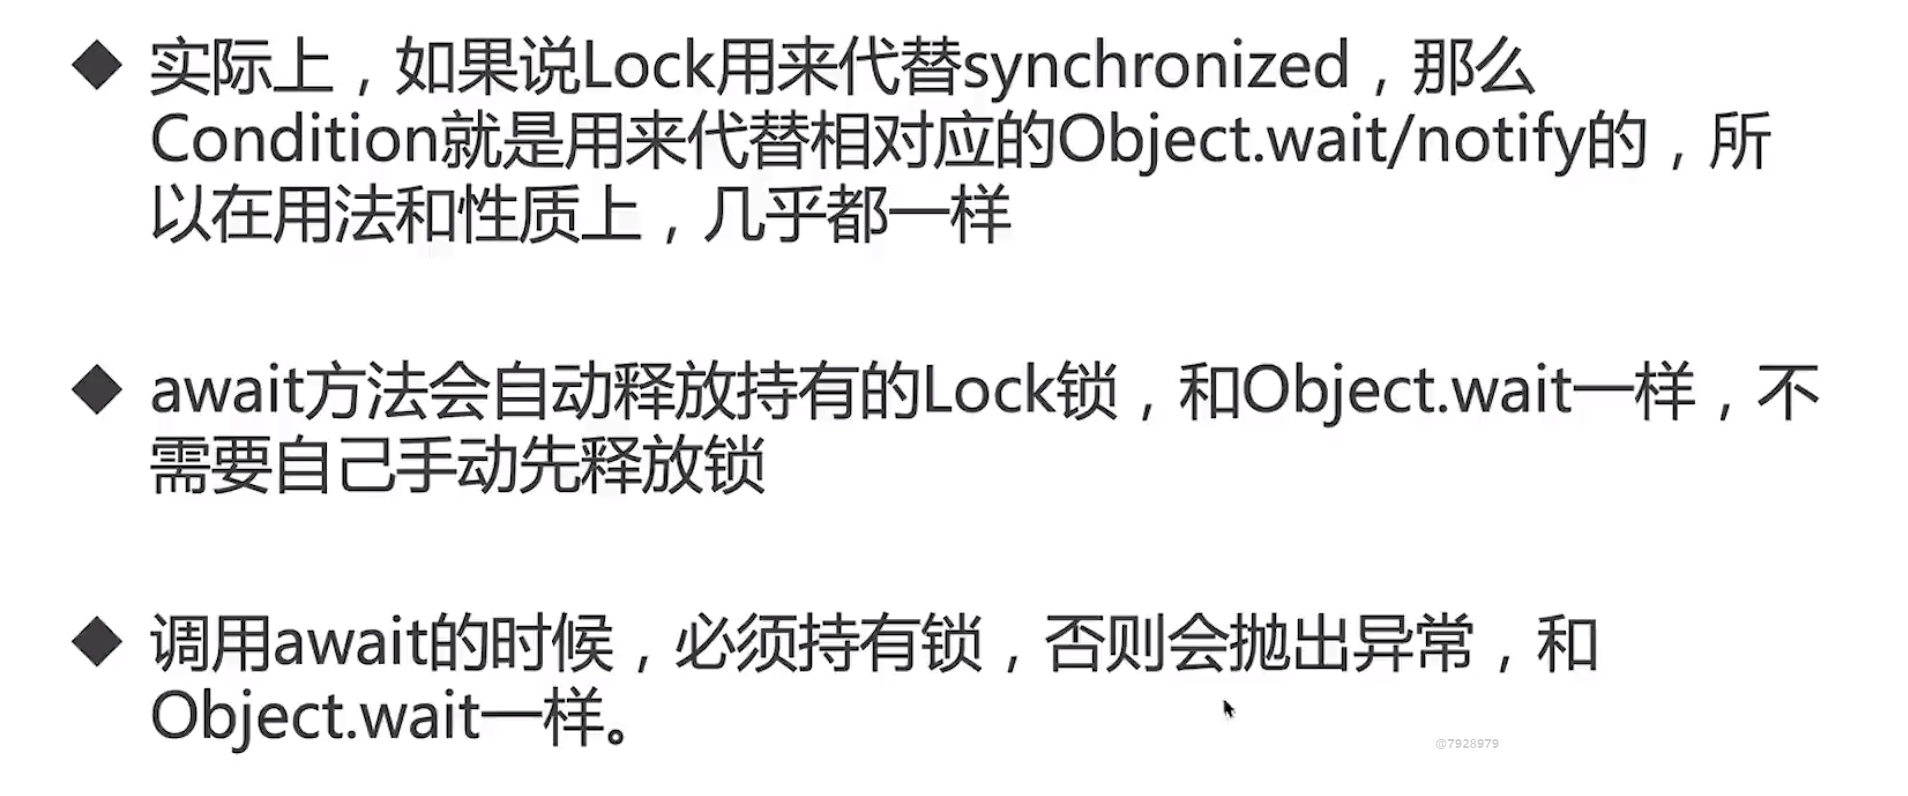 ◆ 实际上，如果说Lock用来代替synchronized，那么
Condition就是用来代替相对应的Object.wait/notify的，所
以在用法和性质上，几乎都一样
◆ await方法会自动释放持有的Lock锁，和Object.wait一样，不
需要自己手动先释放锁
◆ 调用await的时候，必须持有锁，否则会抛出异常，和
Object.wait一样。
@7928979